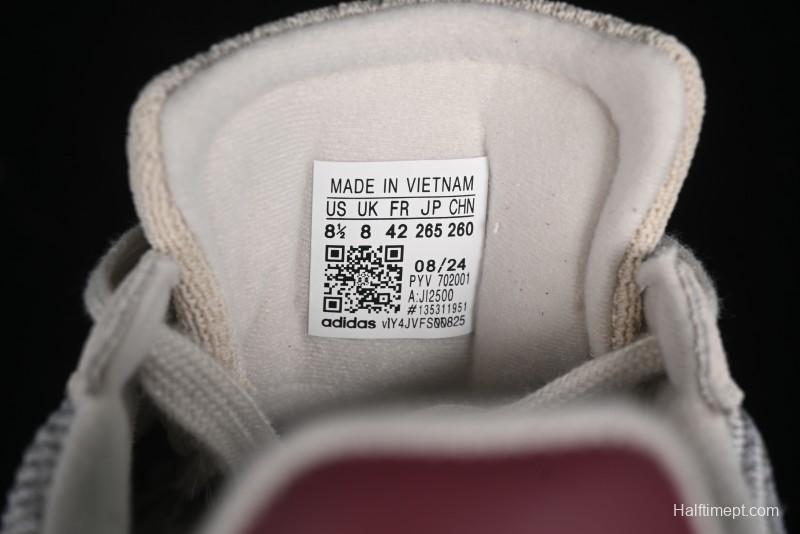 MADE IN VIETNAM
US UK FR JP CHN
8½ 8 42 265 260
08/24
PYV 702001
A:JI2500
#135311951
adidas vIY4JVFS0D825
Halftimept.com